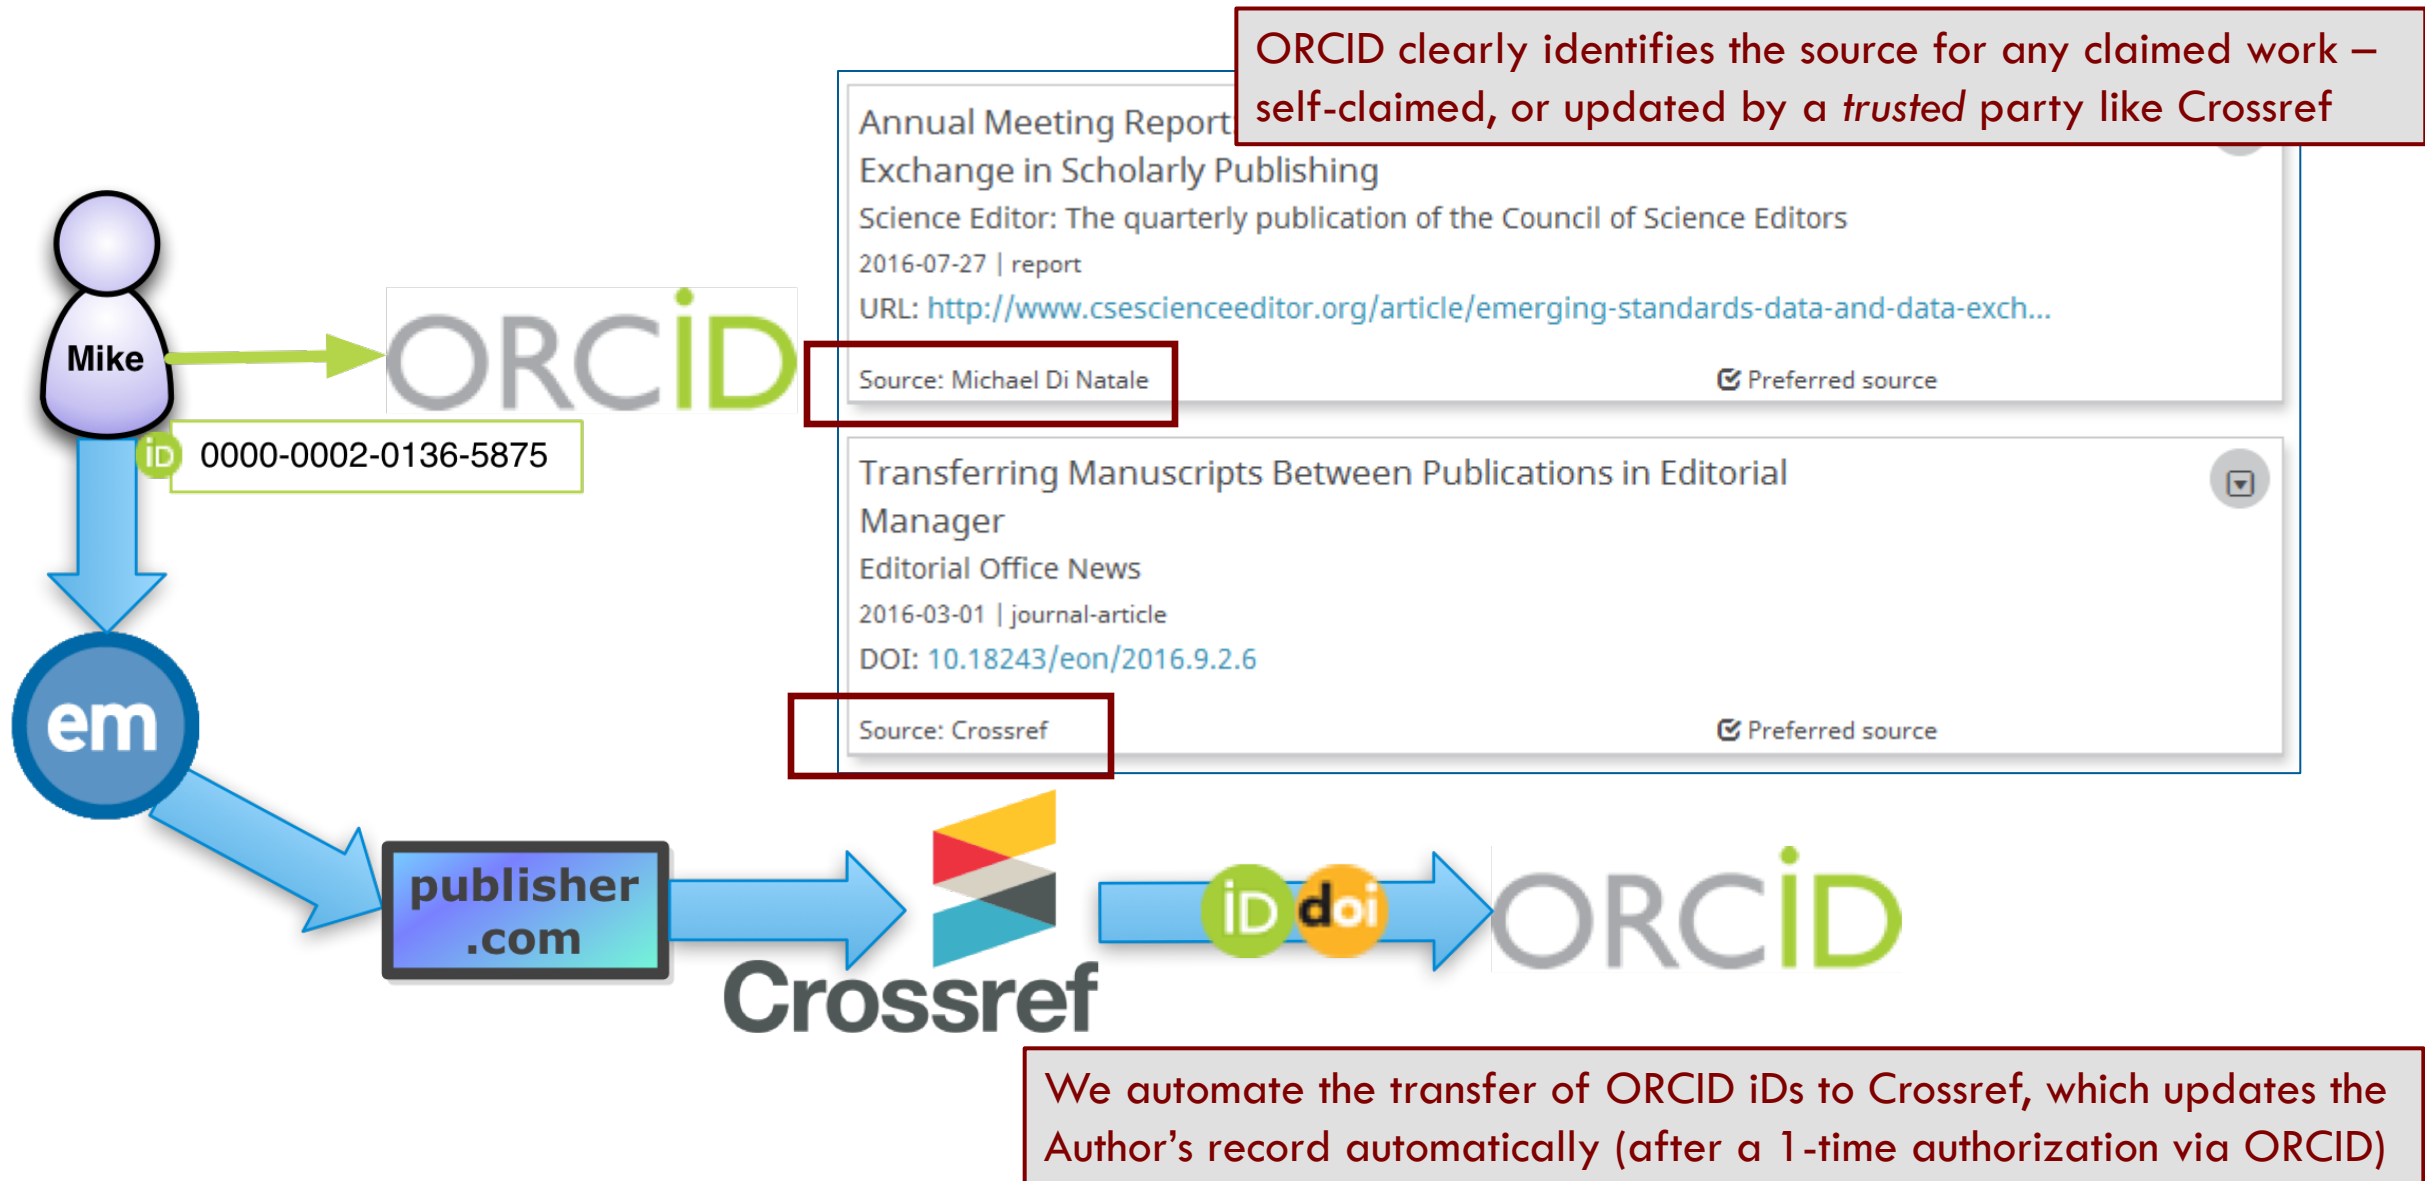 ORCID clearly identifies the source for any claimed work –
self-claimed, or updated by a trusted party like Crossref
Annual Meeting Report
Exchange in Scholarly Publishing
Science Editor: The quarterly publication of the Council of Science Editors
2016-07-27 | report
URL: http://www.csescienceeditor.org/article/emerging-standards-data-and-data-exch...
Source: Michael Di Natale
Preferred source
Mike
ORCiD
iD 0000-0002-0136-5875
Transferring Manuscripts Between Publications in Editorial
Manager
Editorial Office News
2016-03-01 | journal-article
DOI: 10.18243/eon/2016.9.2.6
Source: Crossref
Preferred source
em
publisher
.com
Crossref
iD doi
ORCiD
We automate the transfer of ORCID iDs to Crossref, which updates the
Author's record automatically (after a 1-time authorization via ORCID)